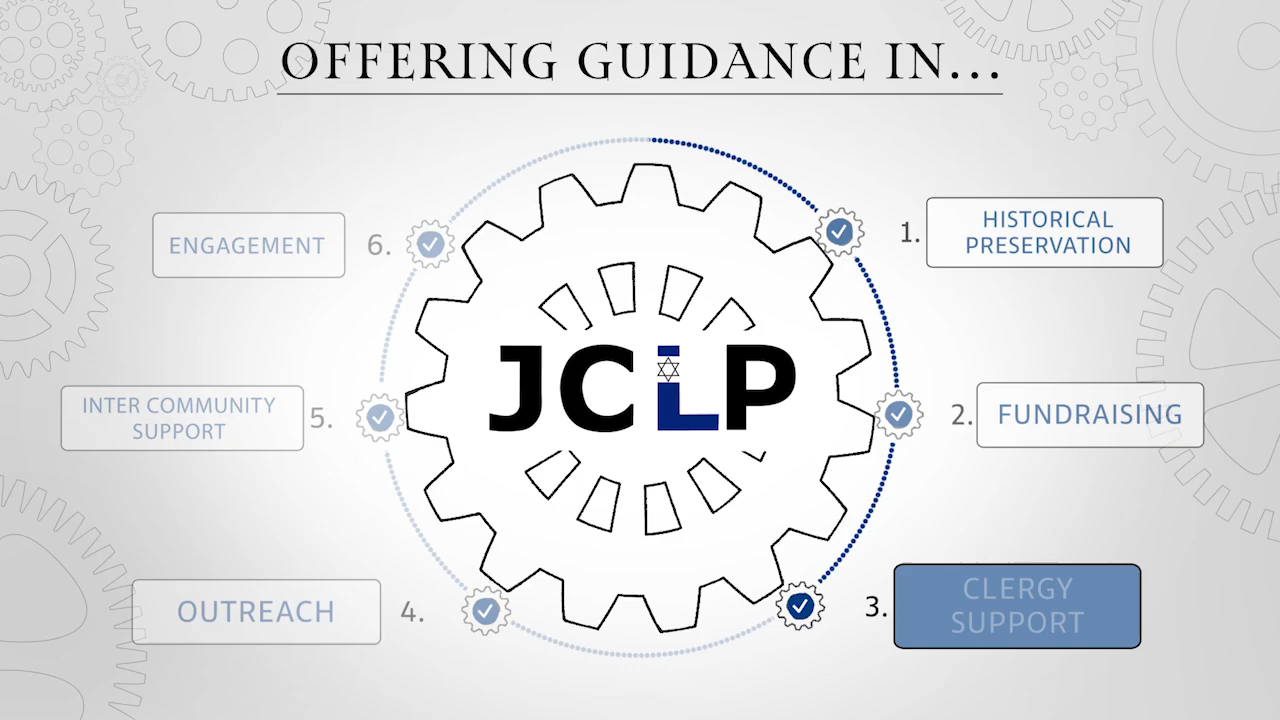 OFFERING GUIDANCE IN...
JCLP
1. HISTORICAL
PRESERVATION
2. FUNDRAISING
3. CLERGY
SUPPORT
4. OUTREACH
5. INTER COMMUNITY
SUPPORT
6. ENGAGEMENT